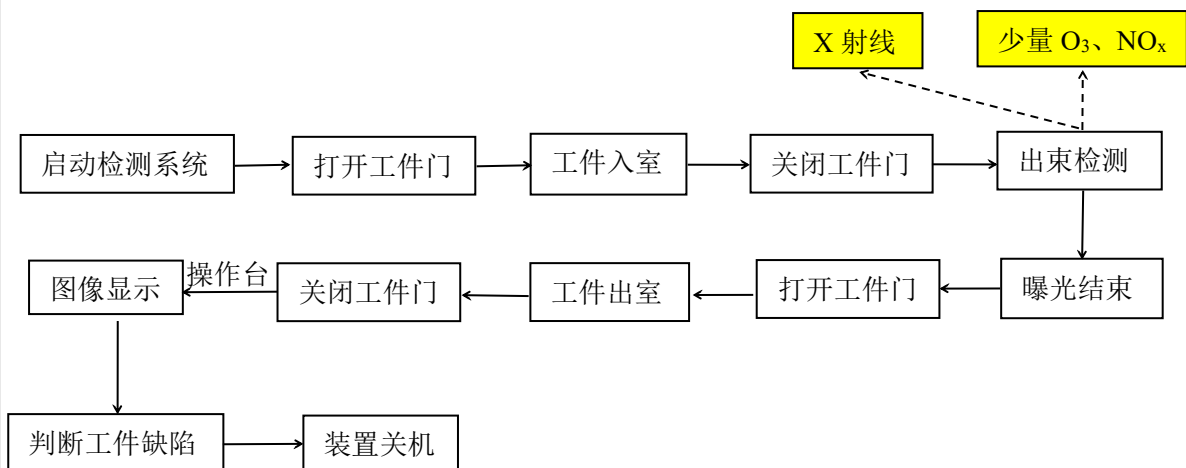 X 射线
少量 O₃、NOₓ
启动检测系统
打开工件门
工件入室
关闭工件门
出束检测
图像显示
操作台
关闭工件门
工件出室
打开工件门
曝光结束
判断工件缺陷
装置关机